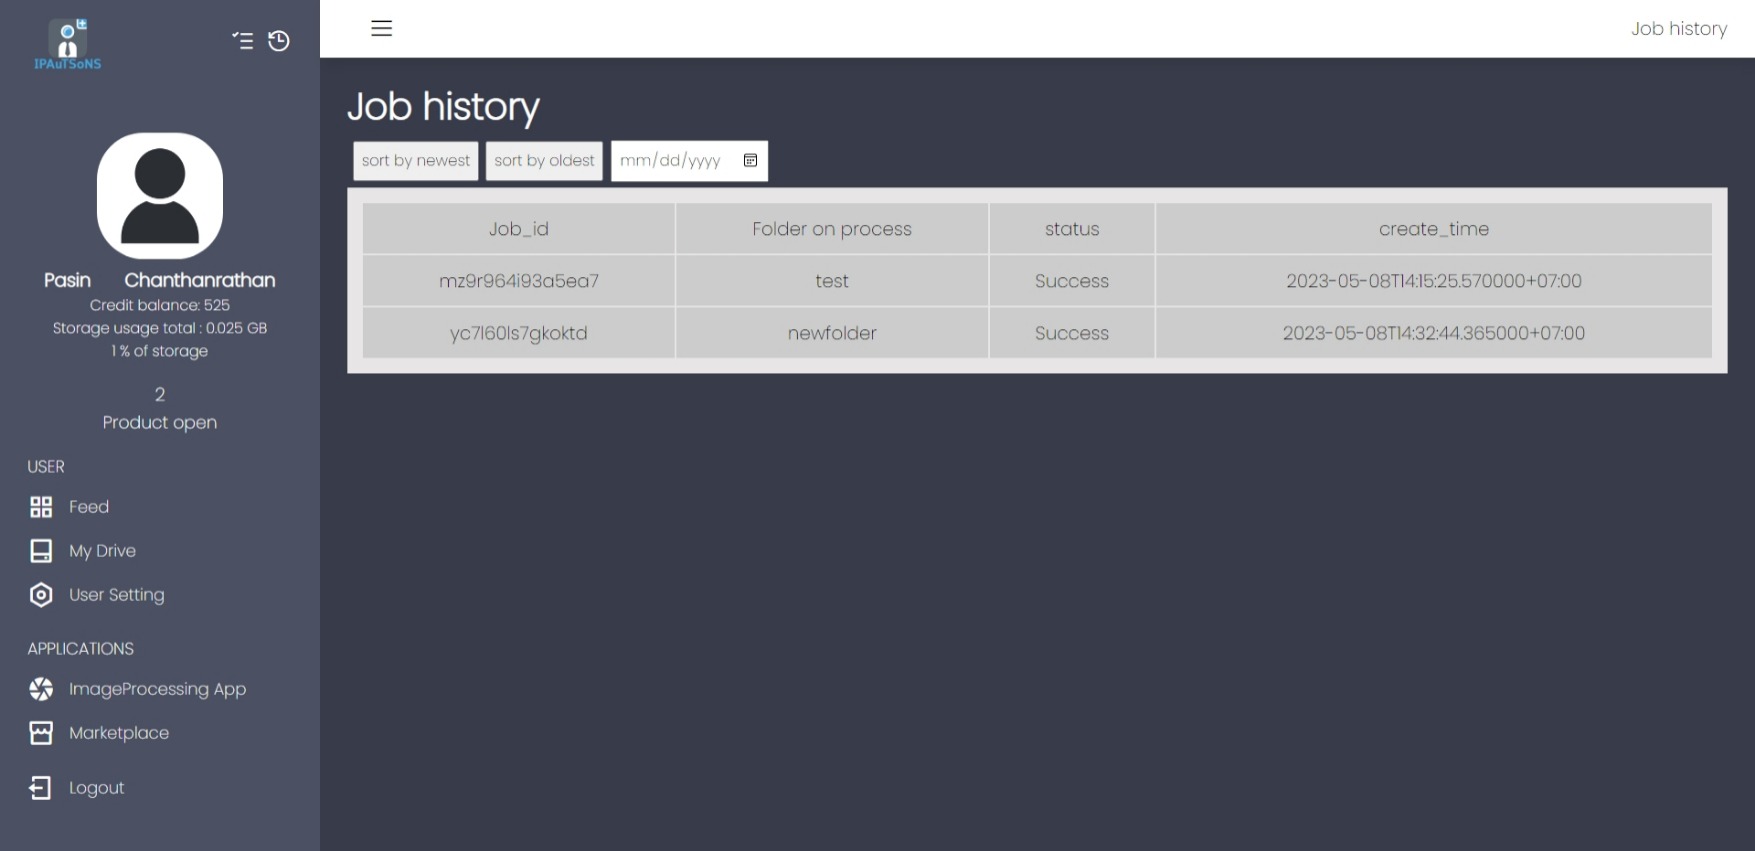 IPAuTSoNS
Pasin Chanthanrathan
Credit balance: 525
Storage usage total : 0.025 GB
1 % of storage
2
Product open
USER
Feed
My Drive
User Setting
APPLICATIONS
ImageProcessing App
Marketplace
Logout
Job history
Job history
sort by newest sort by oldest mm/dd/yyyy
Job_id Folder on process status create_time
mz9r964i93a5ea7 test Success 2023-05-08T14:15:25.570000+07:00
yc7l60ls7gkoktd newfolder Success 2023-05-08T14:32:44.365000+07:00